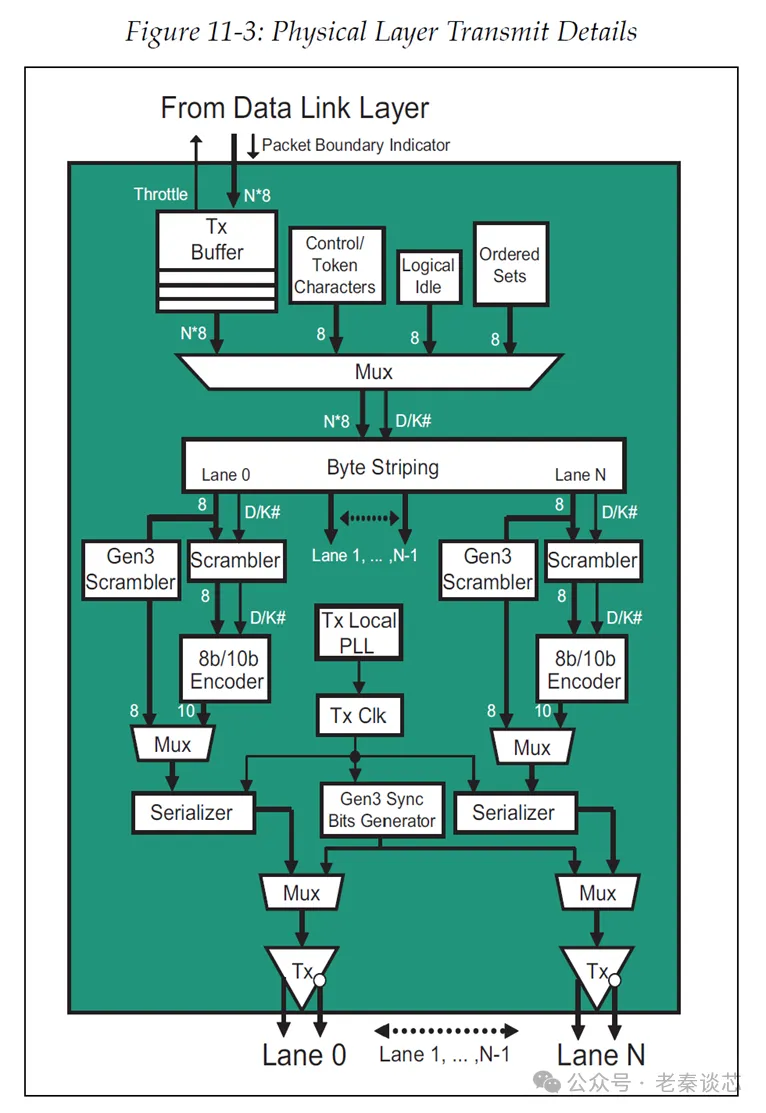 Figure 11-3: Physical Layer Transmit Details
From Data Link Layer
Packet Boundary Indicator
Throttle
N*8
Tx
Buffer
Control/
Token
Characters
Logical
Idle
Ordered
Sets
N*8
8
8
8
Mux
N*8
D/K#
Byte Striping
Lane 0
Lane N
8
D/K#
8
D/K#
Lane 1, ... ,N-1
Gen3
Scrambler
Scrambler
Gen3
Scrambler
Scrambler
8
D/K#
8
D/K#
Tx Local
PLL
8b/10b
Encoder
8b/10b
Encoder
8
10
Tx Clk
8
10
Mux
Mux
Serializer
Gen3 Sync
Bits Generator
Serializer
Mux
Mux
Tx
Tx
Lane 0
Lane 1, ... ,N-1
Lane N
公众号 · 老秦谈芯